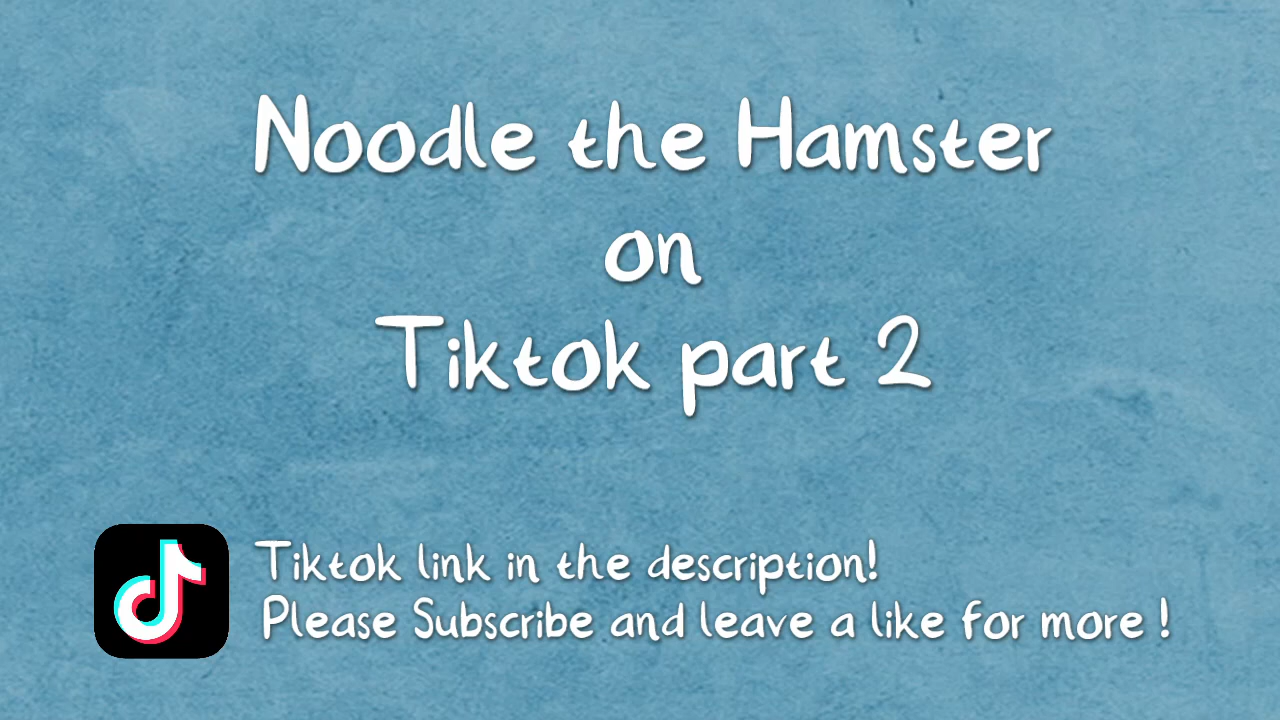 Noodle the Hamster
on
Tiktok part 2
Tiktok link in the description!
Please Subscribe and leave a like for more !